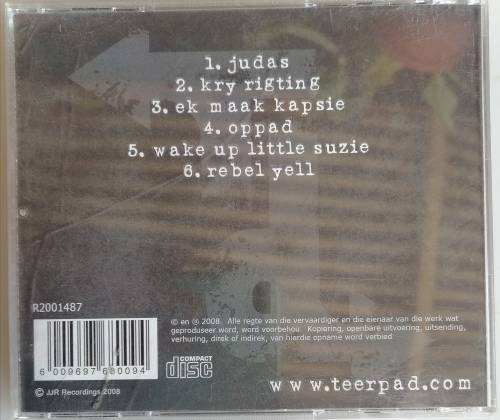 1. judas
2. kry rigting
3. ek maak kapsie
4. oppad
5. wake up little suzie
6. rebel yell
R2001487
© en ℗ 2008. Alle regte van die vervaardiger en die eienaar van die werk wat
geproduseer word, word voorbehou. Kopiering, openbare uitvoering, uitsending,
verhuring, direk of indirek, van hierdie opname word verbied
6 009697 680094
COMPACT
disc
www.teerpad.com
© JJR Recordings 2008